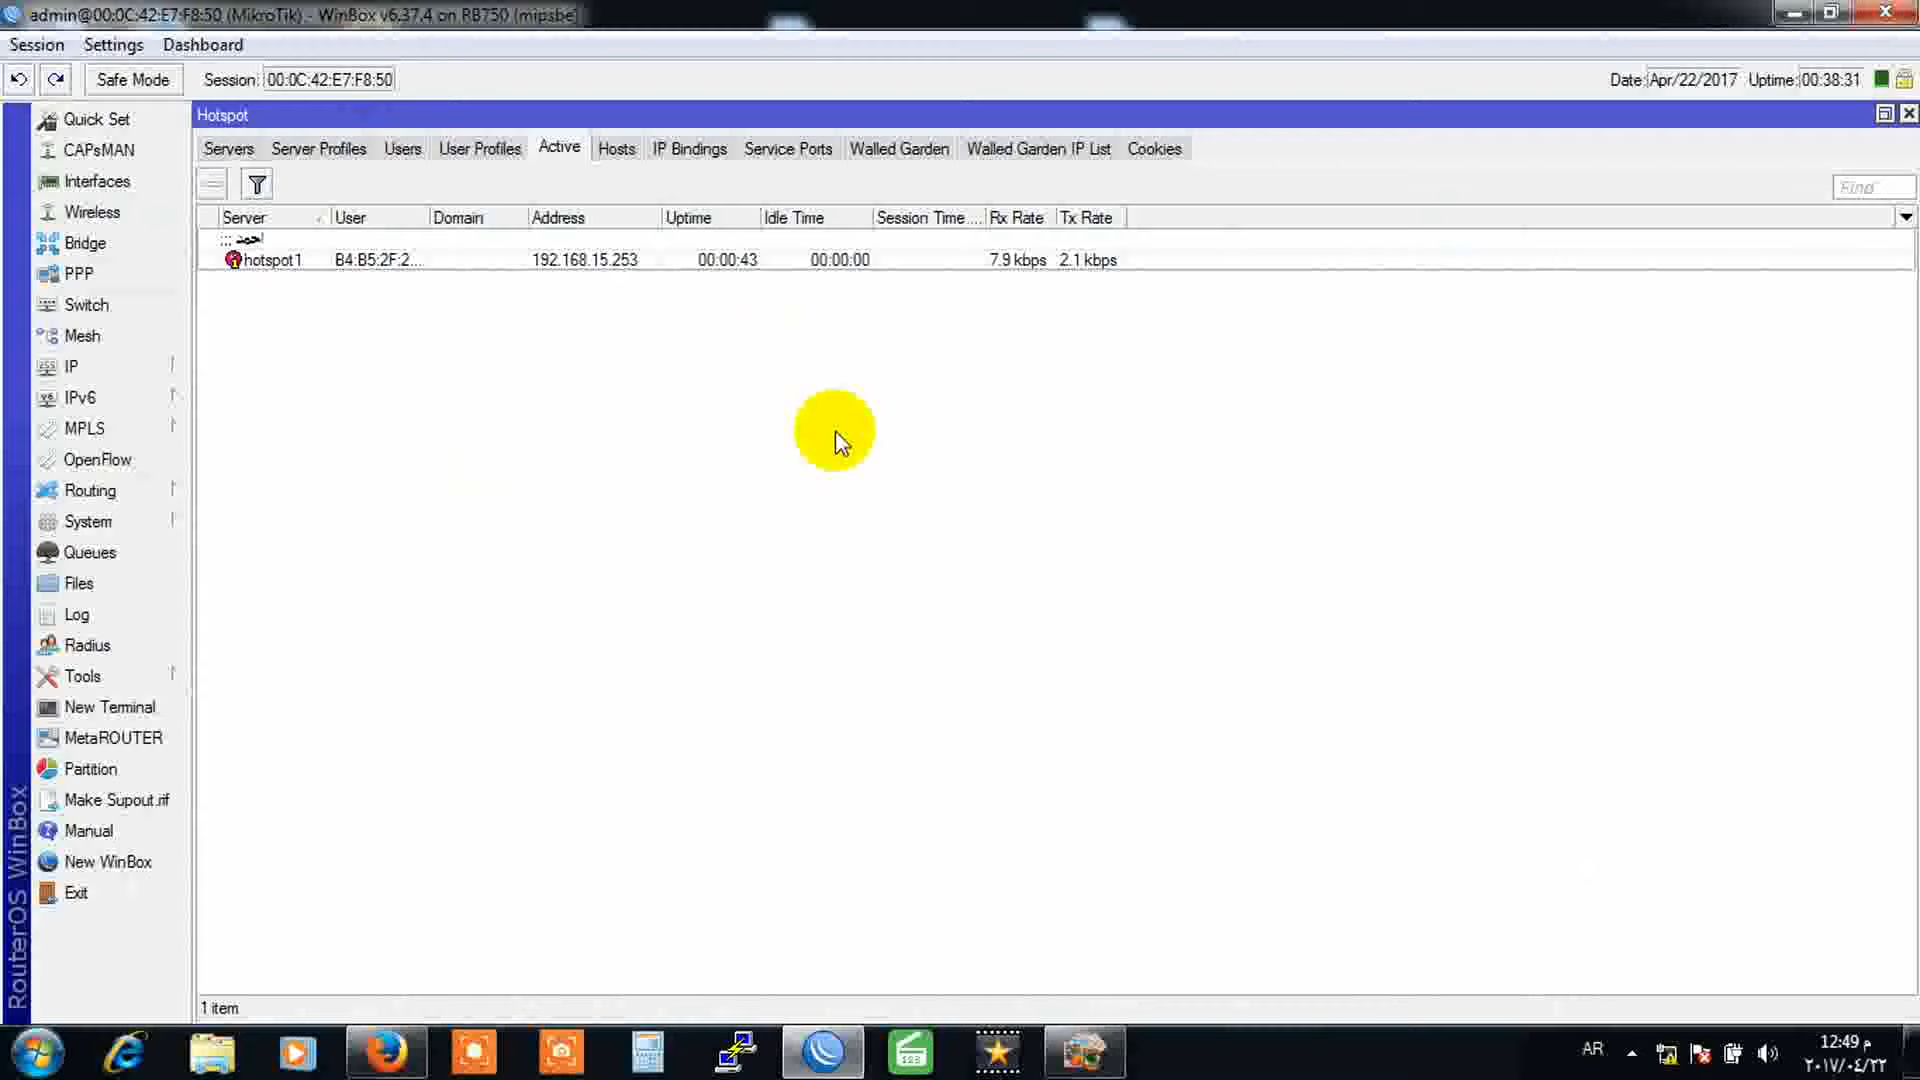 admin@00:0C:42:E7:F8:50 (MikroTik) - WinBox v6.37.4 on RB750 (mipsbe)
Session Settings Dashboard
Safe Mode Session: 00:0C:42:E7:F8:50 Date: Apr/22/2017 Uptime: 00:38:31
Hotspot
Servers Server Profiles Users User Profiles Active Hosts IP Bindings Service Ports Walled Garden Walled Garden IP List Cookies
Find
Server User Domain Address Uptime Idle Time Session Time ... Rx Rate Tx Rate
::: احمد
hotspot1 B4:B5:2F:2... 192.168.15.253 00:00:43 00:00:00 7.9 kbps 2.1 kbps
Quick Set
CAPsMAN
Interfaces
Wireless
Bridge
PPP
Switch
Mesh
IP
IPv6
MPLS
OpenFlow
Routing
System
Queues
Files
Log
Radius
Tools
New Terminal
MetaROUTER
Partition
Make Supout.rif
Manual
New WinBox
Exit
RouterOS WinBox
1 item
AR
12:49 م
٢٠١٧/٠٤/٢٢